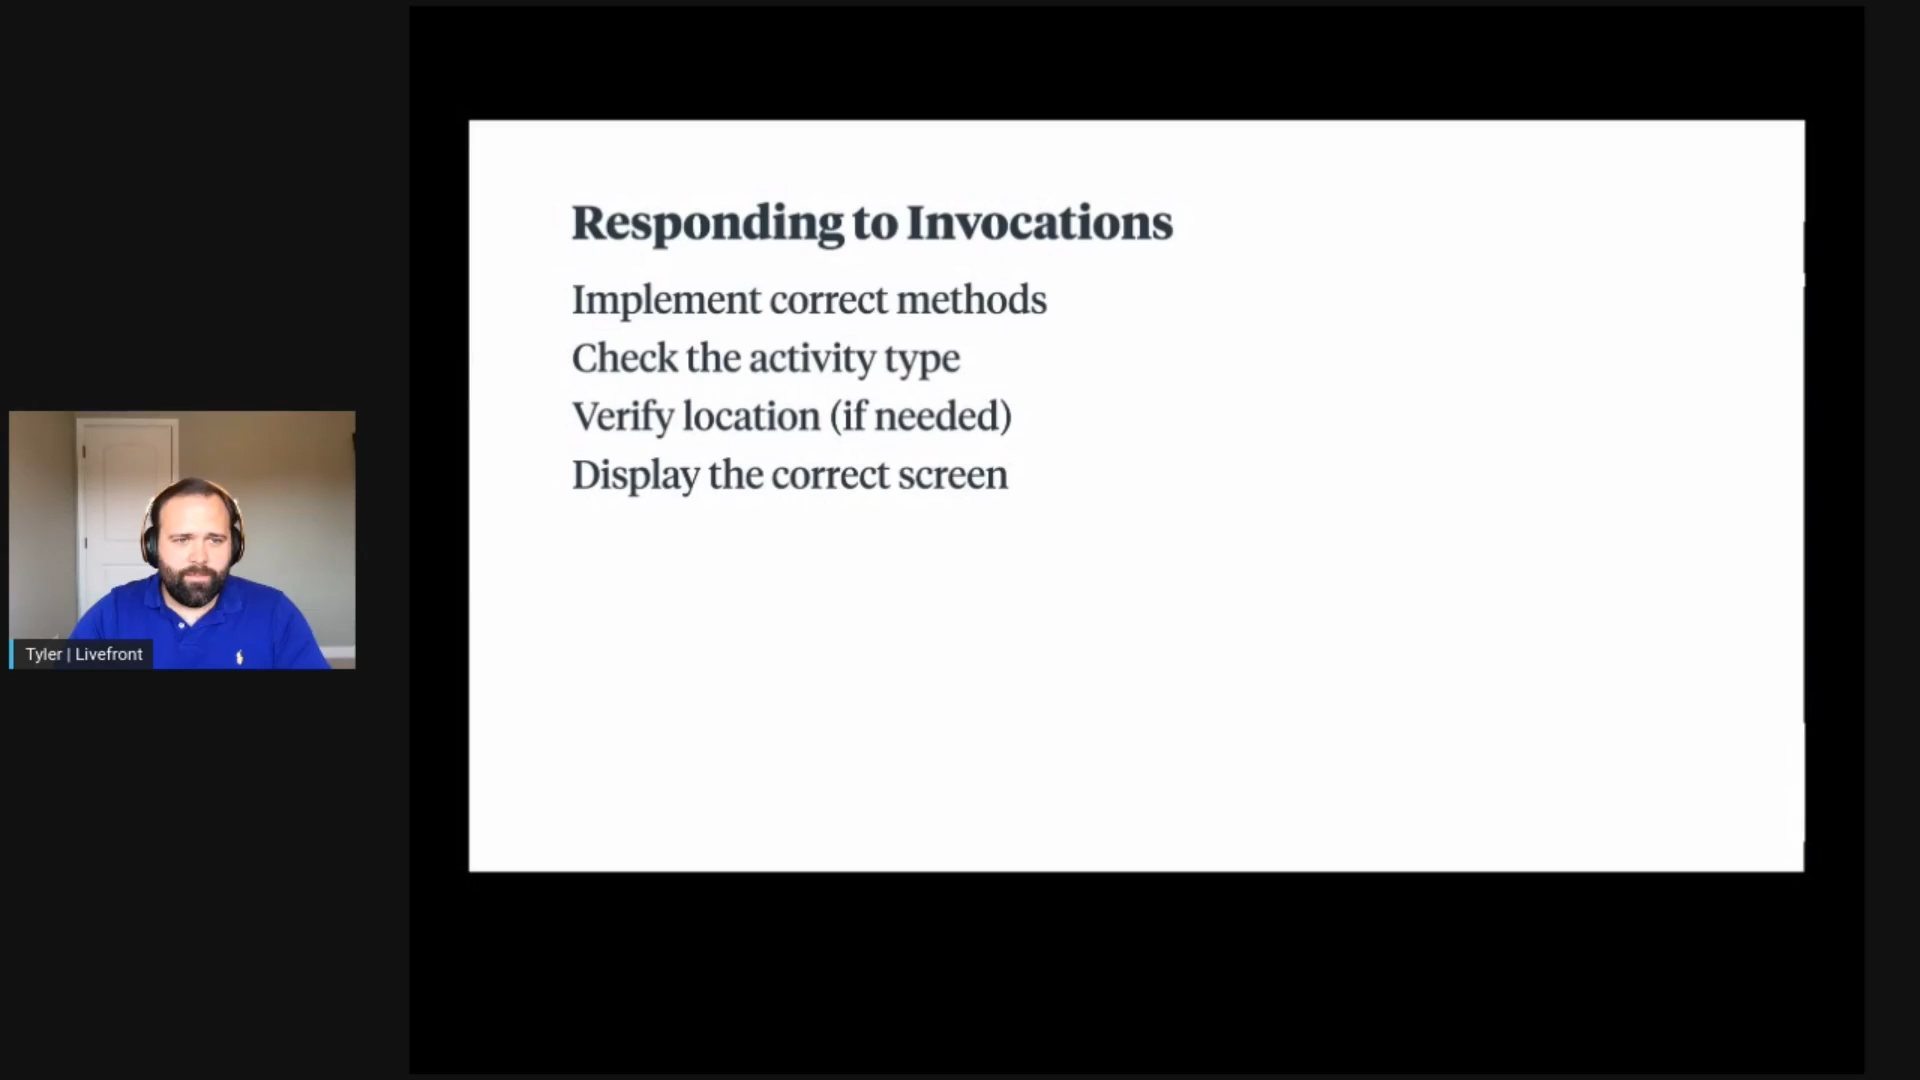 Responding to Invocations
Implement correct methods
Check the activity type
Verify location (if needed)
Display the correct screen
Tyler | Livefront